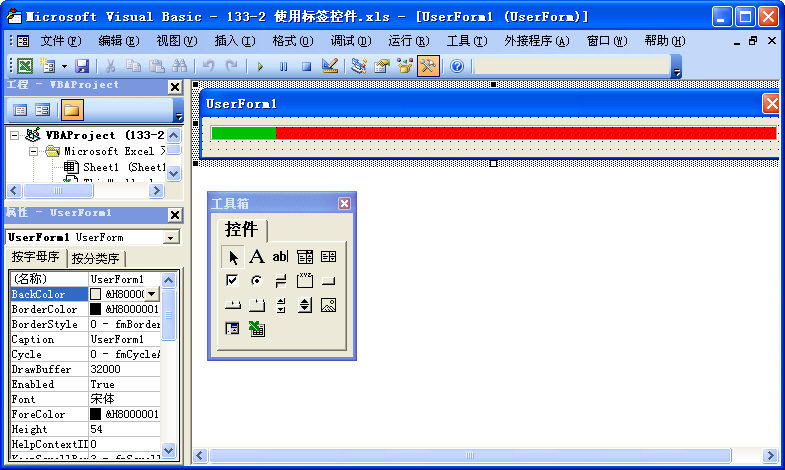 Microsoft Visual Basic - 133-2 使用标签控件.xls - [UserForm1 (UserForm)]
文件(F) 编辑(E) 视图(V) 插入(I) 格式(O) 调试(D) 运行(R) 工具(T) 外接程序(A) 窗口(W) 帮助(H)
工程 - VBAProject
VBAProject (133-2
Microsoft Excel
Sheet1 (Sheet1
属性 - UserForm1
UserForm1 UserForm
按字母序 按分类序
(名称) UserForm1
BackColor &H8000
BorderColor &H8000001
BorderStyle 0 - fmBorder
Caption UserForm1
Cycle 0 - fmCycleA
DrawBuffer 32000
Enabled True
Font 宋体
ForeColor &H8000001
Height 54
HelpContextID 0
UserForm1
工具箱
控件
A ab|
XYZ